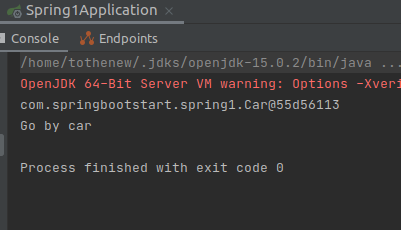 Spring1Application ×
Console Endpoints
/home/tothenew/.jdks/openjdk-15.0.2/bin/java ...
OpenJDK 64-Bit Server VM warning: Options -Xveri
com.springbootstart.spring1.Car@55d56113
Go by car
Process finished with exit code 0